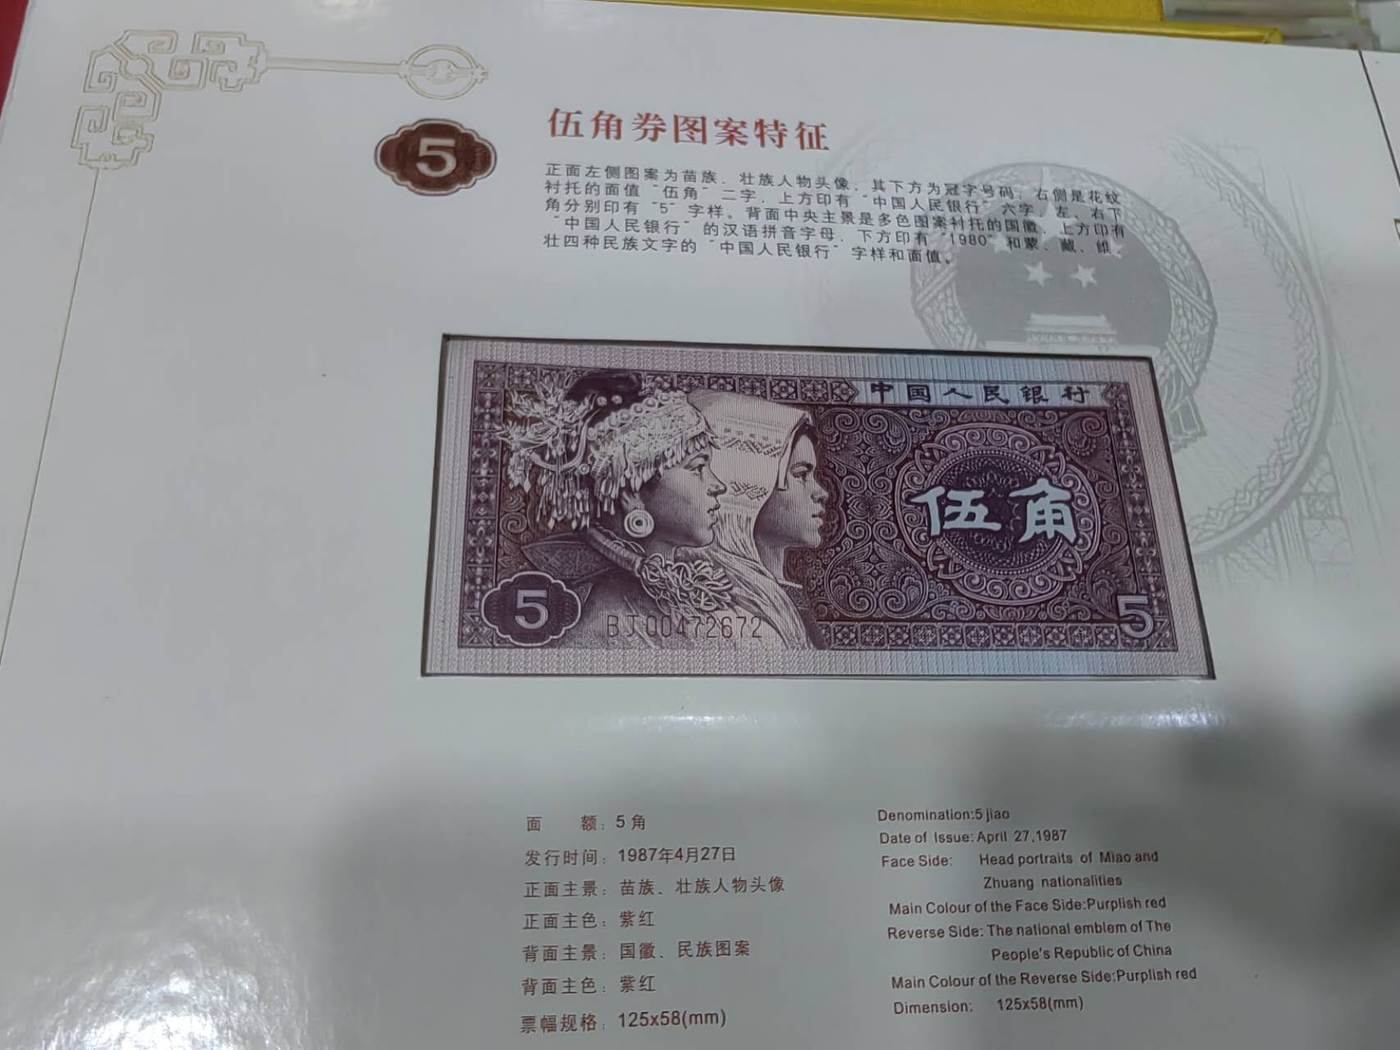 5
伍角券图案特征
正面左侧图案为苗族、壮族人物头像，其下方为冠字号码，右侧是花纹
衬托的面值“伍角”二字，上方印有“中国人民银行”六字，左、右下
角分别印有“5”字样。背面中央主景是多色图案衬托的国徽，上方印有
“中国人民银行”的汉语拼音字母，下方印有“1980”和蒙、藏、维、
壮四种民族文字的“中国人民银行”字样和面值。
中国人民银行
伍角
5
BJ00472672
5
面 额：5角
发行时间：1987年4月27日
正面主景：苗族、壮族人物头像
正面主色：紫红
背面主景：国徽、民族图案
背面主色：紫红
票幅规格：125x58(mm)
Denomination:5 jiao
Date of Issue: April 27,1987
Face Side: Head portraits of Miao and
Zhuang nationalities
Main Colour of the Face Side:Purplish red
Reverse Side: The national emblem of The
People's Republic of China
Main Colour of the Reverse Side:Purplish red
Dimension: 125x58(mm)